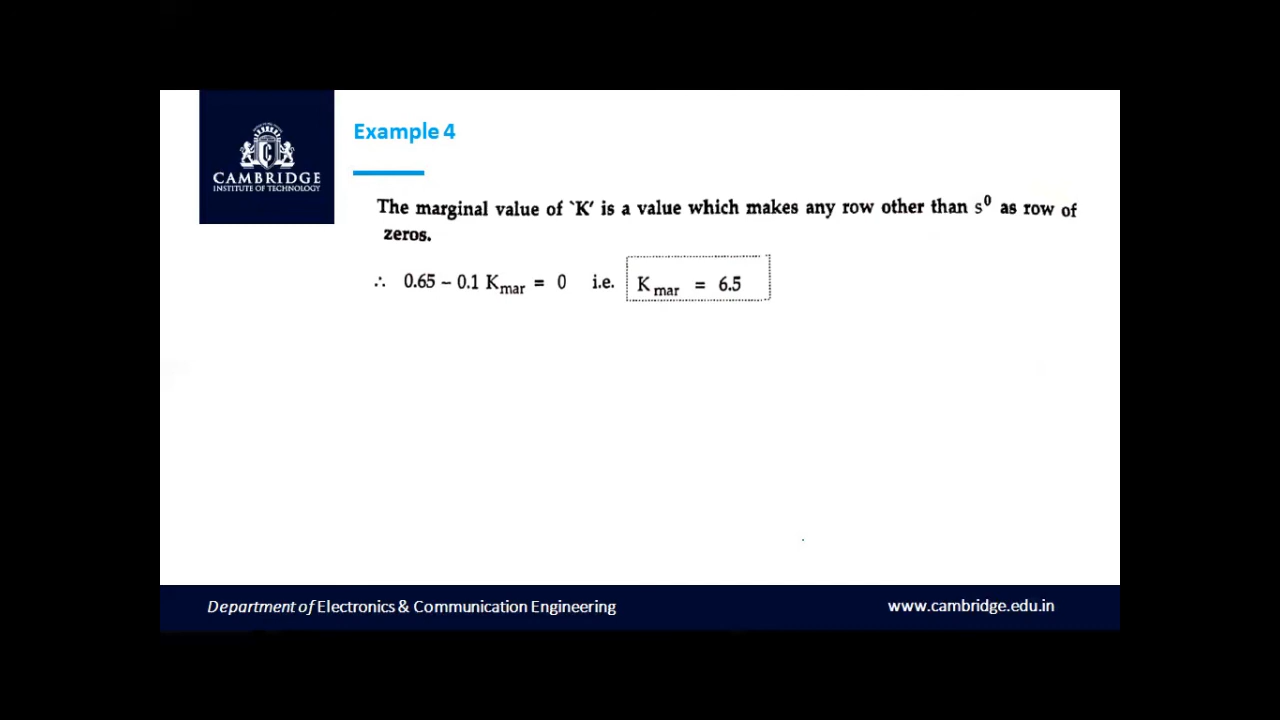 CAMBRIDGE
INSTITUTE OF TECHNOLOGY
Example 4
The marginal value of `K’ is a value which makes any row other than s⁰ as row of
zeros.
∴ 0.65 – 0.1 Kmar = 0 i.e. Kmar = 6.5
Department of Electronics & Communication Engineering
www.cambridge.edu.in